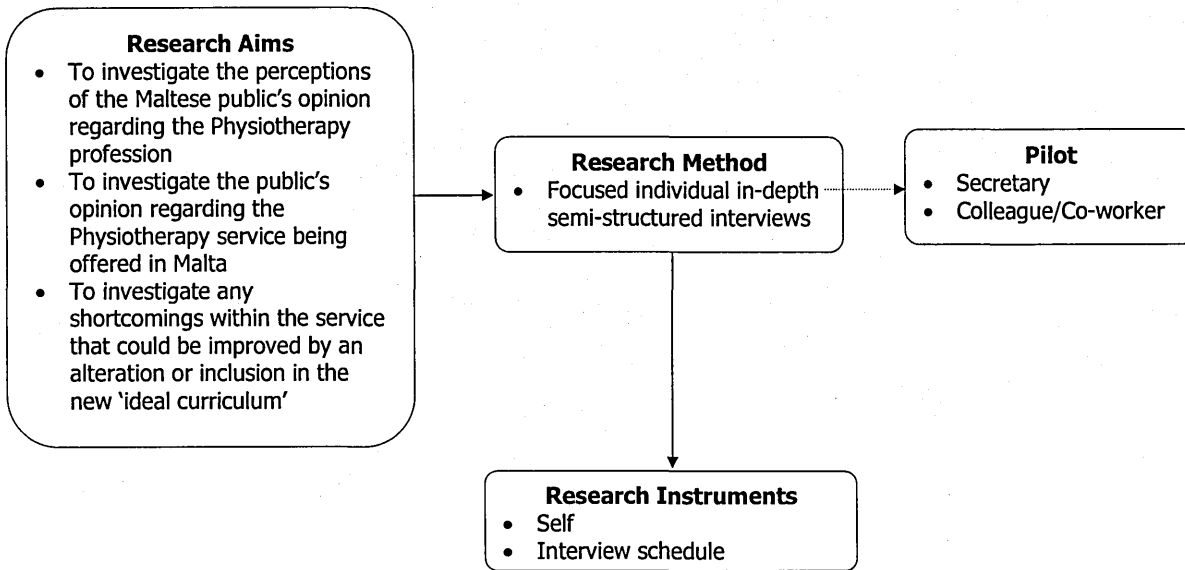 Research Aims
• To investigate the perceptions
of the Maltese public's opinion
regarding the Physiotherapy
profession
• To investigate the public's
opinion regarding the
Physiotherapy service being
offered in Malta
• To investigate any
shortcomings within the service
that could be improved by an
alteration or inclusion in the
new 'ideal curriculum'
Research Method
• Focused individual in-depth
semi-structured interviews
Pilot
• Secretary
• Colleague/Co-worker
Research Instruments
• Self
• Interview schedule